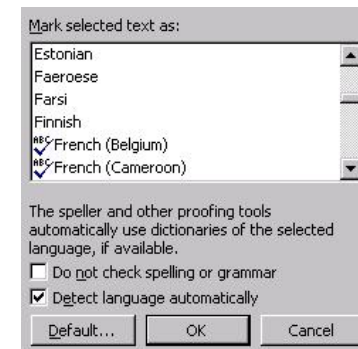 Mark selected text as:
Estonian
Faeroese
Farsi
Finnish
ABC French (Belgium)
ABC French (Cameroon)
The speller and other proofing tools
automatically use dictionaries of the selected
language, if available.
Do not check spelling or grammar
Detect language automatically
Default... OK Cancel